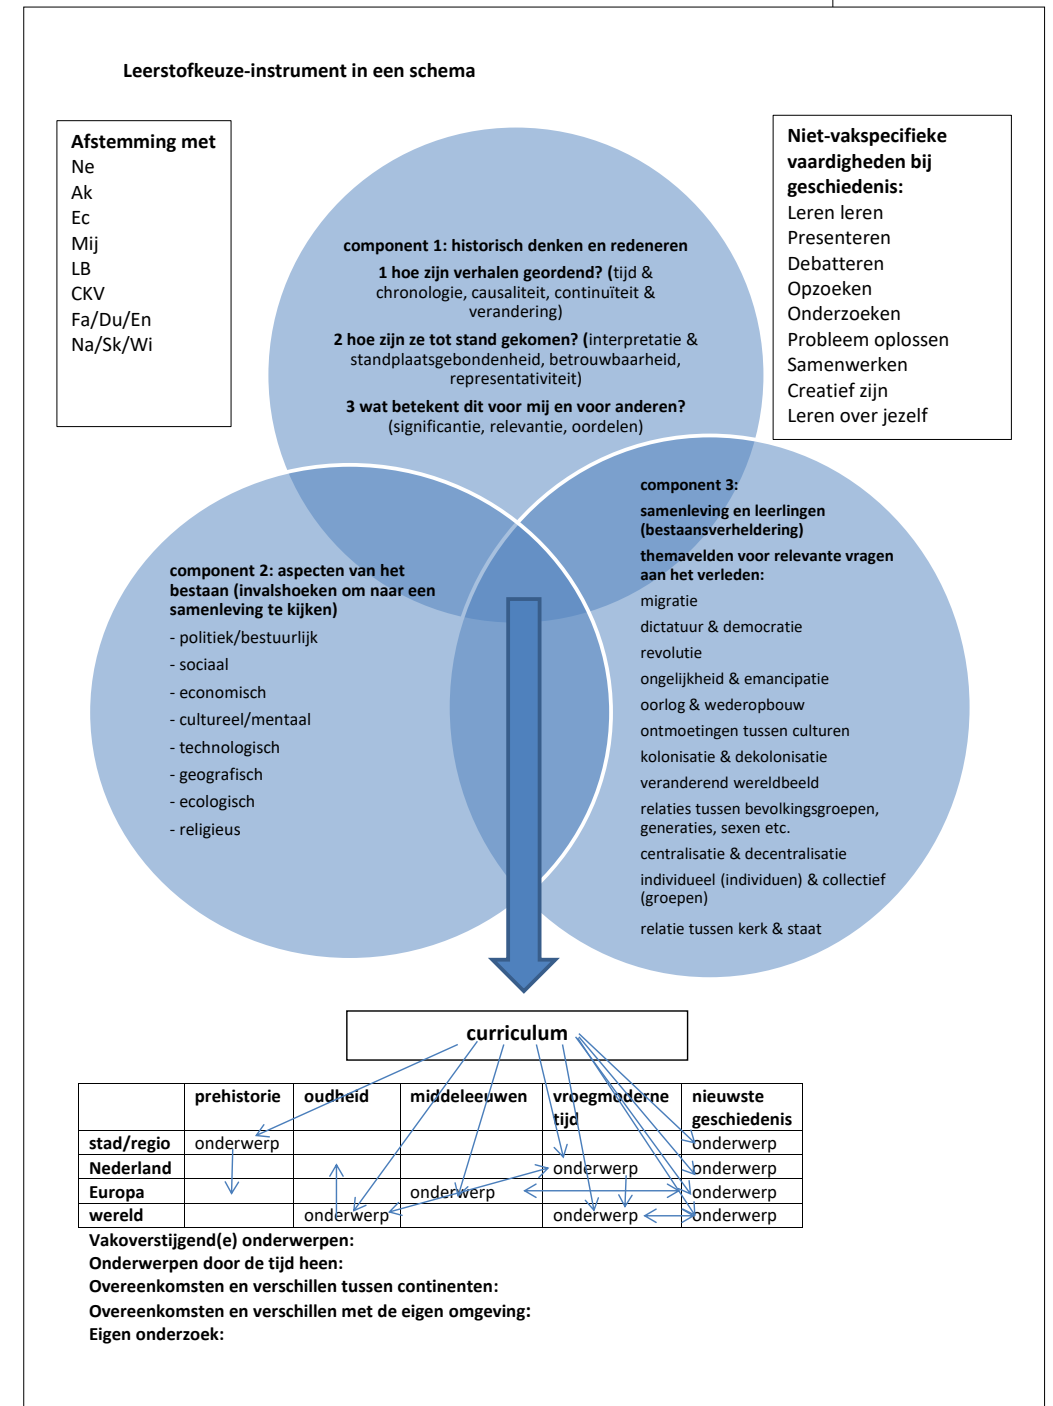 Leerstofkeuze-instrument in een schema
Afstemming met
Ne
Ak
Ec
Mij
LB
CKV
Fa/Du/En
Na/Sk/Wi
Niet-vakspecifieke
vaardigheden bij
geschiedenis:
Leren leren
Presenteren
Debatteren
Opzoeken
Onderzoeken
Probleem oplossen
Samenwerken
Creatief zijn
Leren over jezelf
component 1: historisch denken en redeneren
1 hoe zijn verhalen geordend? (tijd &
chronologie, causaliteit, continuïteit &
verandering)
2 hoe zijn ze tot stand gekomen? (interpretatie &
standplaatsgebondenheid, betrouwbaarheid,
representativiteit)
3 wat betekent dit voor mij en voor anderen?
(significantie, relevantie, oordelen)
component 2: aspecten van het
bestaan (invalshoeken om naar een
samenleving te kijken)
- politiek/bestuurlijk
- sociaal
- economisch
- cultureel/mentaal
- technologisch
- geografisch
- ecologisch
- religieus
component 3:
samenleving en leerlingen
(bestaansverheldering)
themavelden voor relevante vragen
aan het verleden:
migratie
dictatuur & democratie
revolutie
ongelijkheid & emancipatie
oorlog & wederopbouw
ontmoetingen tussen culturen
kolonisatie & dekolonisatie
veranderend wereldbeeld
relaties tussen bevolkingsgroepen,
generaties, sexen etc.
centralisatie & decentralisatie
individueel (individuen) & collectief
(groepen)
relatie tussen kerk & staat
curriculum
prehistorie oudheid middeleeuwen vroegmoderne nieuwste
tijd geschiedenis
stad/regio onderwerp onderwerp
Nederland onderwerp onderwerp
Europa onderwerp onderwerp
wereld onderwerp onderwerp onderwerp
Vakoverstijgend(e) onderwerpen:
Onderwerpen door de tijd heen:
Overeenkomsten en verschillen tussen continenten:
Overeenkomsten en verschillen met de eigen omgeving:
Eigen onderzoek: